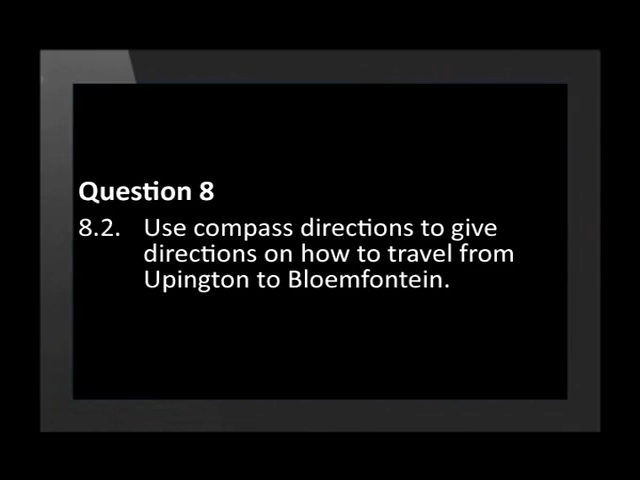 Question 8
8.2. Use compass directions to give
directions on how to travel from
Upington to Bloemfontein.